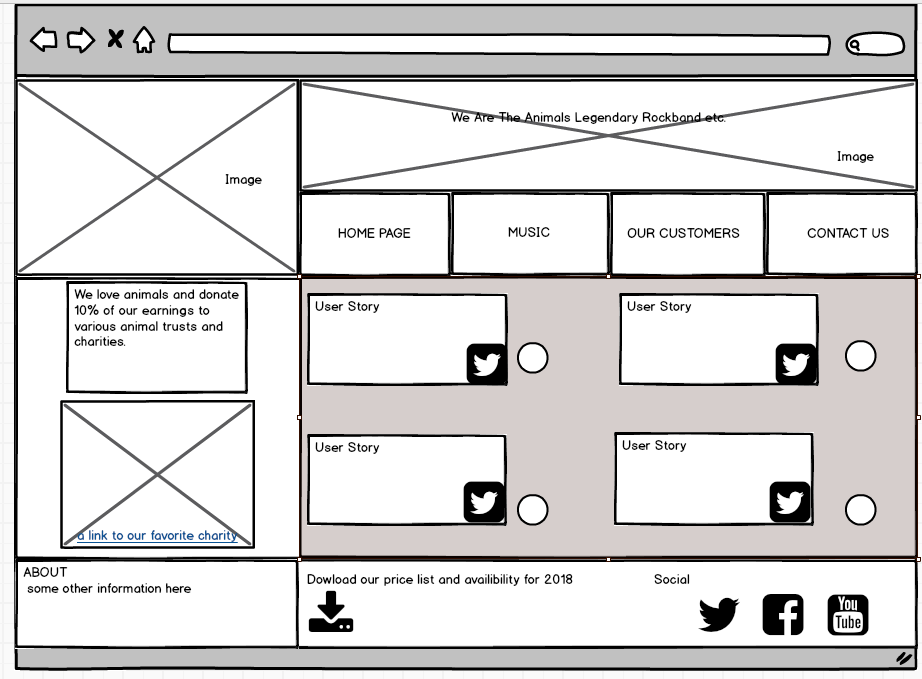 We Are The Animals Legendary Rockband etc.
Image
Image
HOME PAGE
MUSIC
OUR CUSTOMERS
CONTACT US
We love animals and donate
10% of our earnings to
various animal trusts and
charities.
a link to our favorite charity
User Story
User Story
User Story
User Story
ABOUT
some other information here
Dowload our price list and availibility for 2018
Social
You
Tube